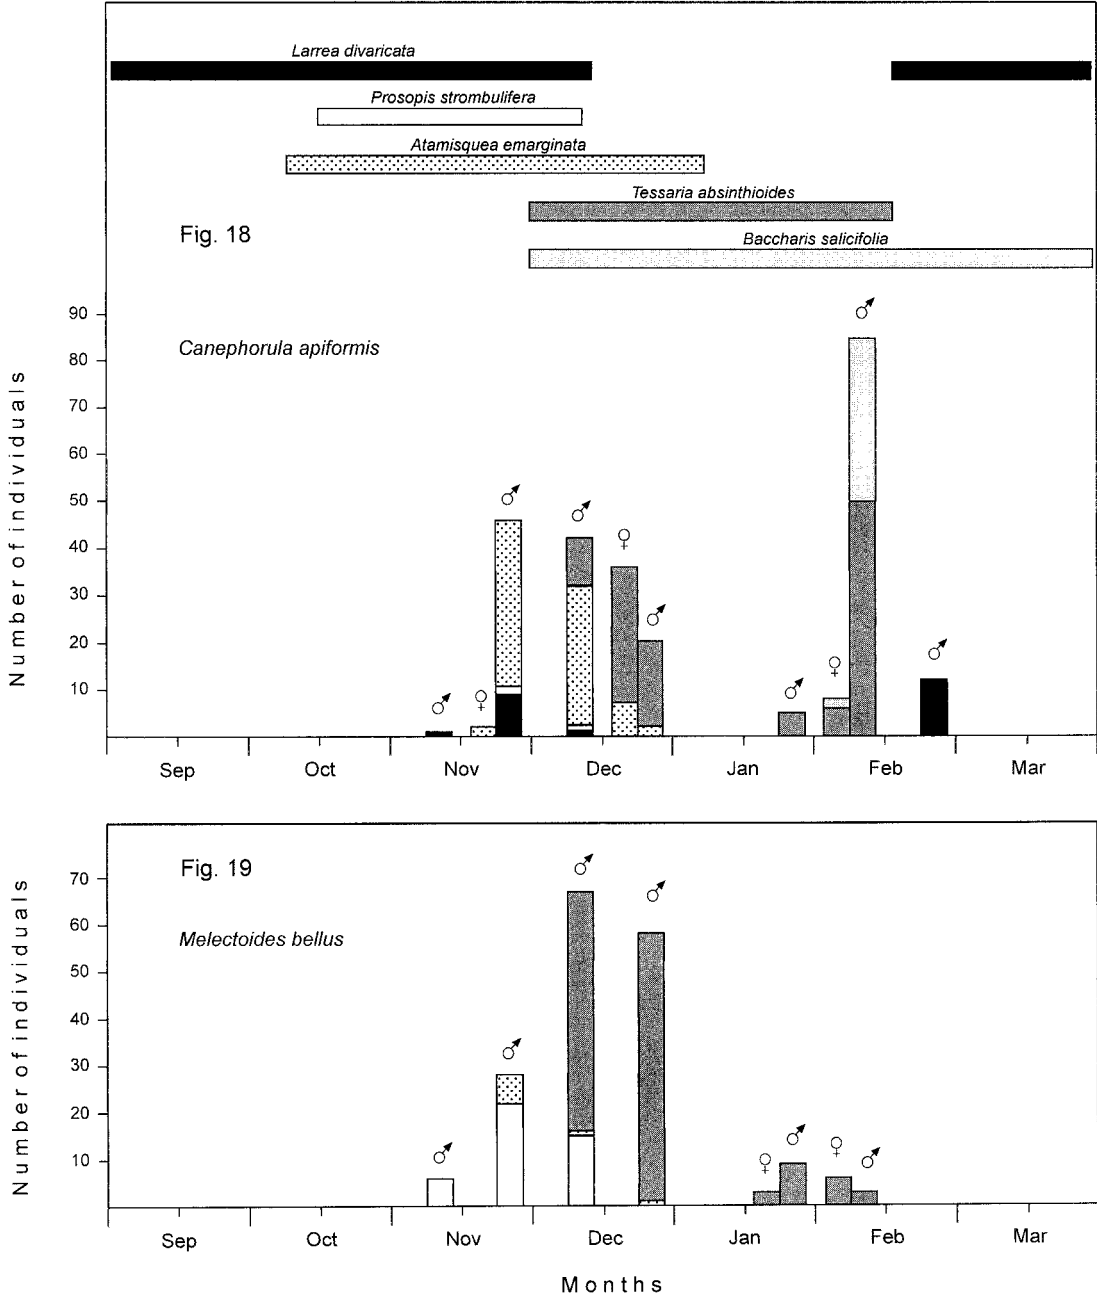 Larrea divaricata
Prosopis strombulifera
Atamisquea emarginata
Tessaria absinthioides
Fig. 18
Baccharis salicifolia
Canephorula apiformis
Number of individuals
90
80
70
60
50
40
30
20
10
♂ ♀ ♂ ♂ ♀ ♂ ♂ ♀ ♂ ♂
Sep Oct Nov Dec Jan Feb Mar
Fig. 19
Melectoides bellus
Number of individuals
70
60
50
40
30
20
10
♂ ♂ ♂ ♂ ♀ ♂ ♀ ♂
Sep Oct Nov Dec Jan Feb Mar
Months